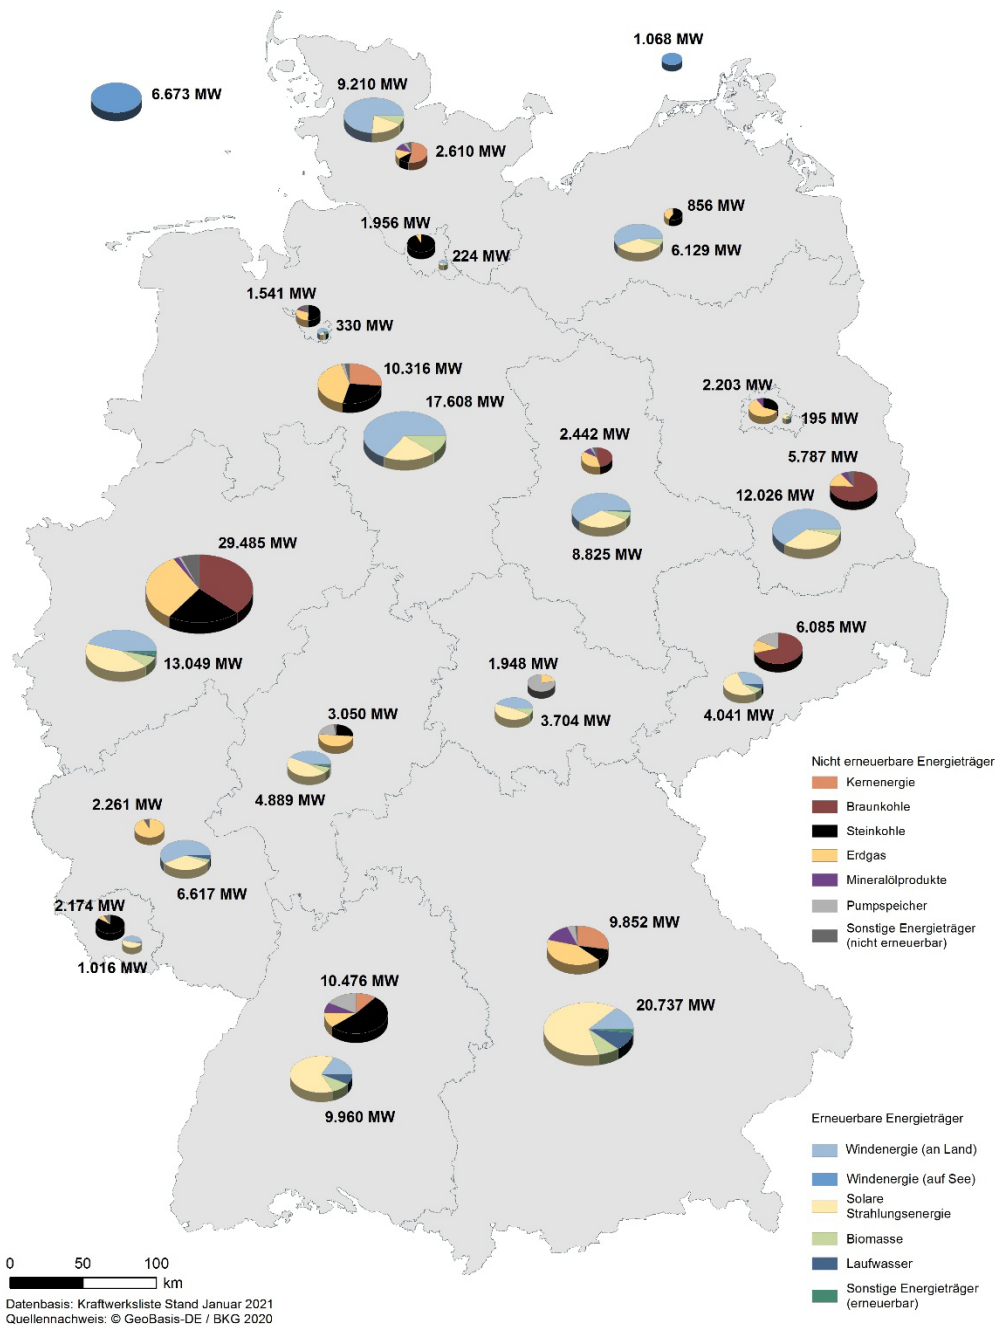 1.068 MW
6.673 MW
9.210 MW
2.610 MW
856 MW
1.956 MW
6.129 MW
224 MW
1.541 MW
330 MW
10.316 MW
2.203 MW
17.608 MW
195 MW
2.442 MW
5.787 MW
12.026 MW
29.485 MW
8.825 MW
6.085 MW
13.049 MW
1.948 MW
3.050 MW
3.704 MW
4.041 MW
4.889 MW
2.261 MW
6.617 MW
2.174 MW
1.016 MW
9.852 MW
10.476 MW
20.737 MW
9.960 MW
Nicht erneuerbare Energieträger
Kernenergie
Braunkohle
Steinkohle
Erdgas
Mineralölprodukte
Pumpspeicher
Sonstige Energieträger
(nicht erneuerbar)
Erneuerbare Energieträger
Windenergie (an Land)
Windenergie (auf See)
Solare
Strahlungsenergie
Biomasse
Laufwasser
Sonstige Energieträger
(erneuerbar)
0 50 100
km
Datenbasis: Kraftwerksliste Stand Januar 2021
Quellennachweis: © GeoBasis-DE / BKG 2020